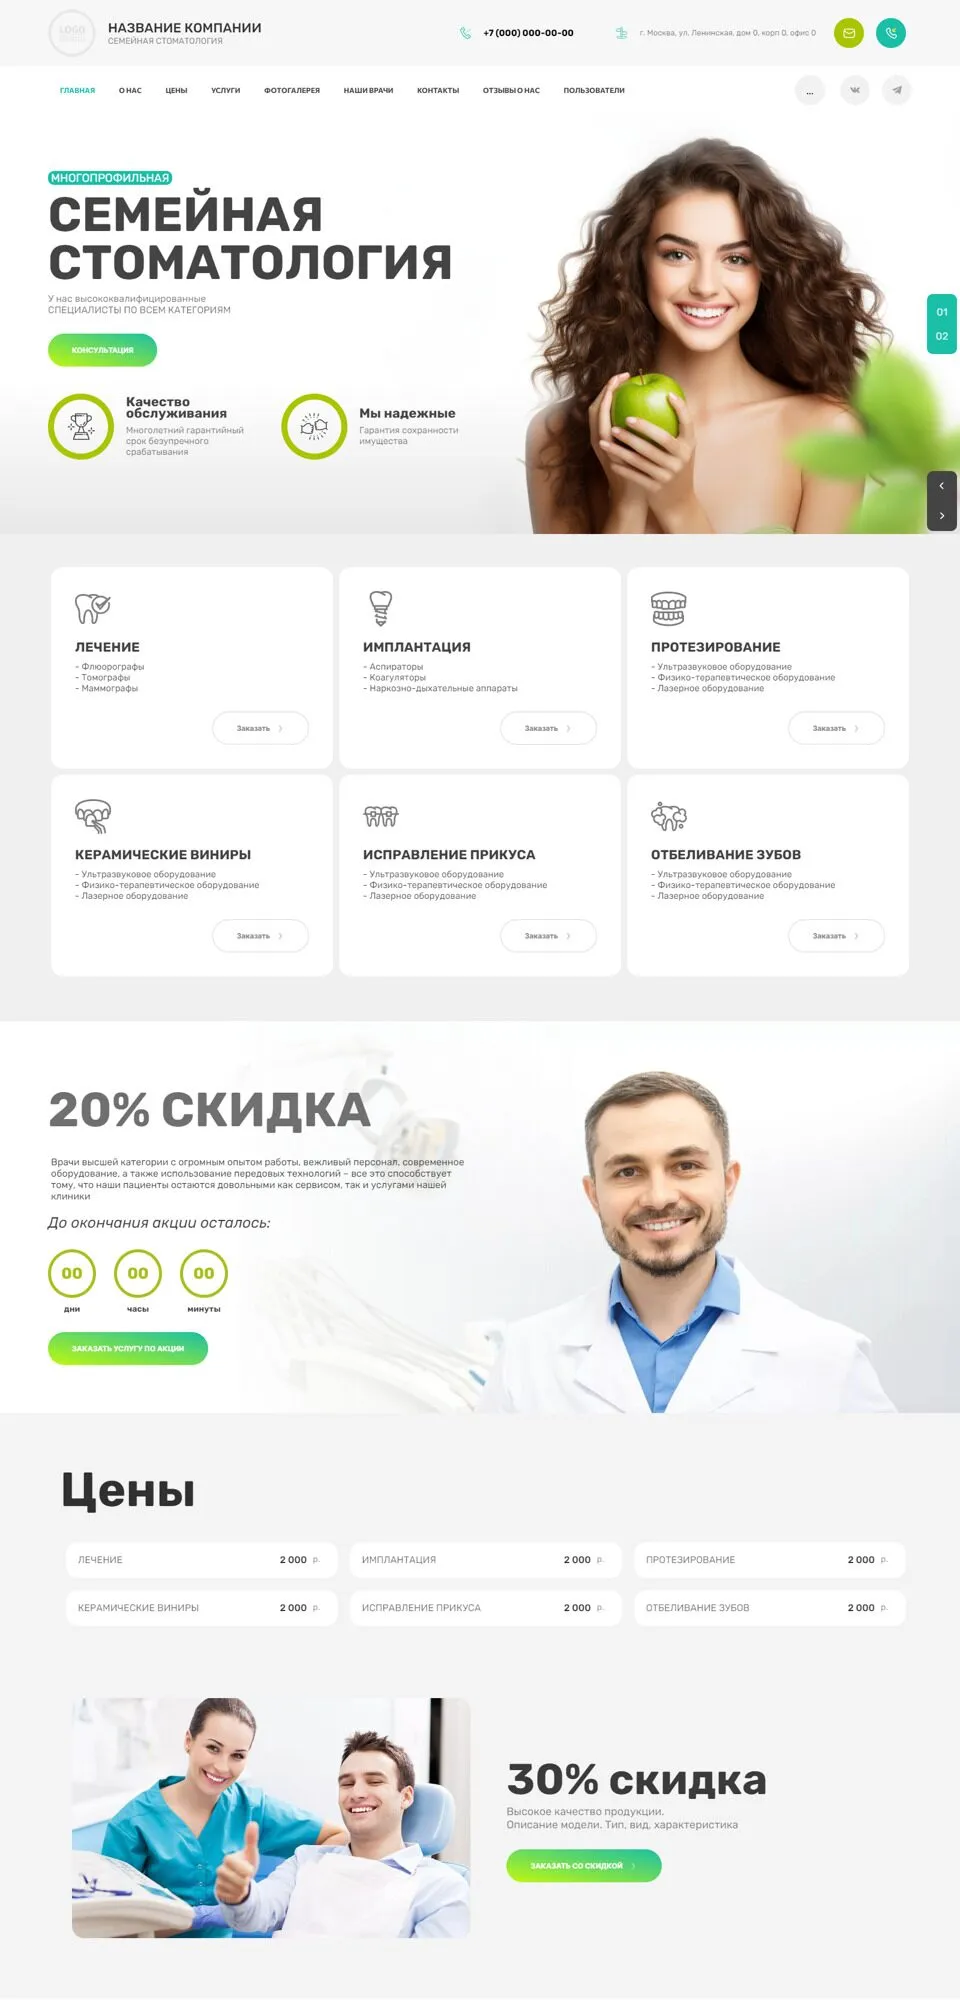 LOGO
НАЗВАНИЕ КОМПАНИИ
СЕМЕЙНАЯ СТОМАТОЛОГИЯ
+7 (000) 000-00-00
г. Москва, ул. Ленинская, дом 0, корп 0, офис 0
ГЛАВНАЯ О НАС ЦЕНЫ УСЛУГИ ФОТОГАЛЕРЕЯ НАШИ ВРАЧИ КОНТАКТЫ ОТЗЫВЫ О НАС ПОЛЬЗОВАТЕЛИ
...
МНОГОПРОФИЛЬНАЯ
СЕМЕЙНАЯ
СТОМАТОЛОГИЯ
У нас высококвалифицированные
СПЕЦИАЛИСТЫ ПО ВСЕМ КАТЕГОРИЯМ
КОНСУЛЬТАЦИЯ
01
02
Качество
обслуживания
Многолетний гарантийный
срок безупречного
срабатывания
Мы надежные
Гарантия сохранности
имущества
ЛЕЧЕНИЕ
- Флюорографы
- Томографы
- Маммографы
Заказать
ИМПЛАНТАЦИЯ
- Аспираторы
- Коагуляторы
- Наркозно-дыхательные аппараты
Заказать
ПРОТЕЗИРОВАНИЕ
- Ультразвуковое оборудование
- Физико-терапевтическое оборудование
- Лазерное оборудование
Заказать
КЕРАМИЧЕСКИЕ ВИНИРЫ
- Ультразвуковое оборудование
- Физико-терапевтическое оборудование
- Лазерное оборудование
Заказать
ИСПРАВЛЕНИЕ ПРИКУСА
- Ультразвуковое оборудование
- Физико-терапевтическое оборудование
- Лазерное оборудование
Заказать
ОТБЕЛИВАНИЕ ЗУБОВ
- Ультразвуковое оборудование
- Физико-терапевтическое оборудование
- Лазерное оборудование
Заказать
20% СКИДКА
Врачи высшей категории с огромным опытом работы, вежливый персонал, современное
оборудование, а также использование передовых технологий – все это способствует
тому, что наши пациенты остаются довольными как сервисом, так и услугами нашей
клиники
До окончания акции осталось:
00 00 00
дни часы минуты
ЗАКАЗАТЬ УСЛУГУ ПО АКЦИИ
Цены
ЛЕЧЕНИЕ 2 000 р.
ИМПЛАНТАЦИЯ 2 000 р.
ПРОТЕЗИРОВАНИЕ 2 000 р.
КЕРАМИЧЕСКИЕ ВИНИРЫ 2 000 р.
ИСПРАВЛЕНИЕ ПРИКУСА 2 000 р.
ОТБЕЛИВАНИЕ ЗУБОВ 2 000 р.
30% скидка
Высокое качество продукции.
Описание модели. Тип, вид, характеристика
ЗАКАЗАТЬ СО СКИДКОЙ